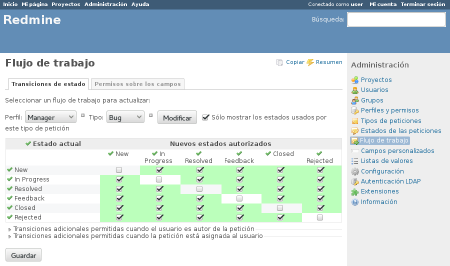 Inicio Mi página Proyectos Administración Ayuda
Conectado como user Mi cuenta Terminar sesión
Redmine
Búsqueda:
Flujo de trabajo
Copiar Resumen
Transiciones de estado Permisos sobre los campos
Seleccionar un flujo de trabajo para actualizar:
Perfil: Manager Tipo: Bug Modificar Sólo mostrar los estados usados por
este tipo de petición
Estado actual Nuevos estados autorizados
New In Progress Resolved Feedback Closed Rejected
New
In Progress
Resolved
Feedback
Closed
Rejected
» Transiciones adicionales permitidas cuando el usuario es autor de la petición
» Transiciones adicionales permitidas cuando la petición está asignada al usuario
Guardar
Administración
Proyectos
Usuarios
Grupos
Perfiles y permisos
Tipos de peticiones
Estados de las peticiones
Flujo de trabajo
Campos personalizados
Listas de valores
Configuración
Autenticación LDAP
Extensiones
Información